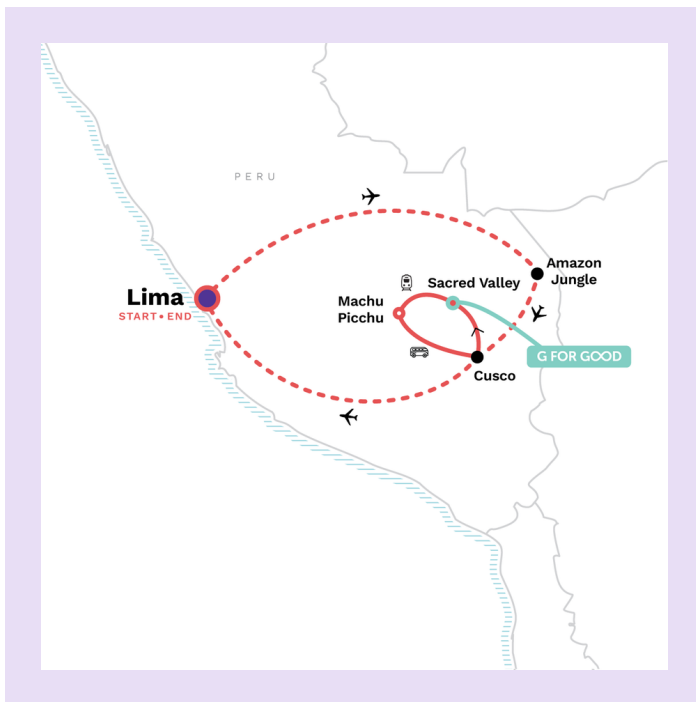 PERU
Amazon
Jungle
Sacred Valley
Lima
START • END
Machu
Picchu
G FOR GOOD
Cusco